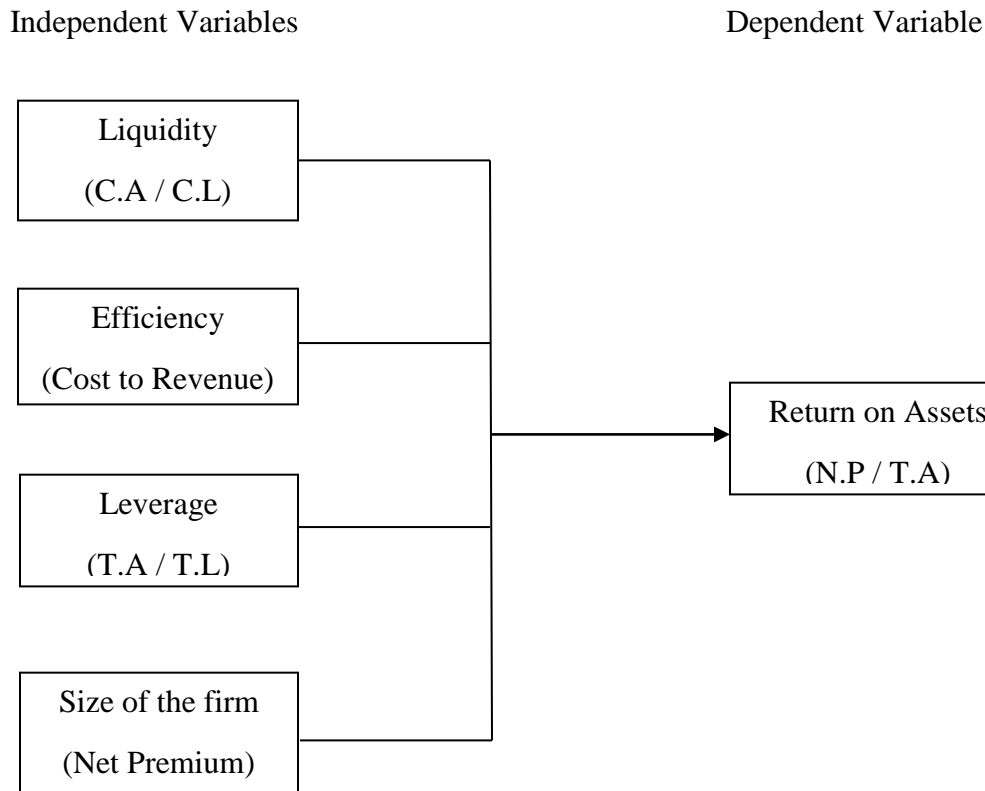 Independent Variables
Dependent Variable
Liquidity
(C.A / C.L)
Efficiency
(Cost to Revenue)
Return on Assets
(N.P / T.A)
Leverage
(T.A / T.L)
Size of the firm
(Net Premium)